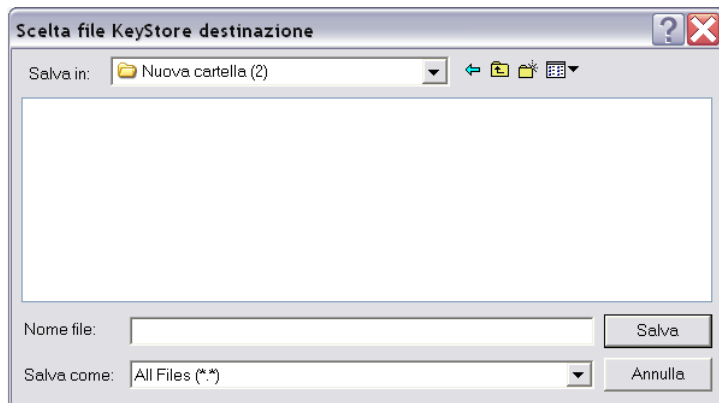 Scelta file KeyStore destinazione
Salva in: Nuova cartella (2)
Nome file: Salva
Salva come: All Files (*.*) Annulla